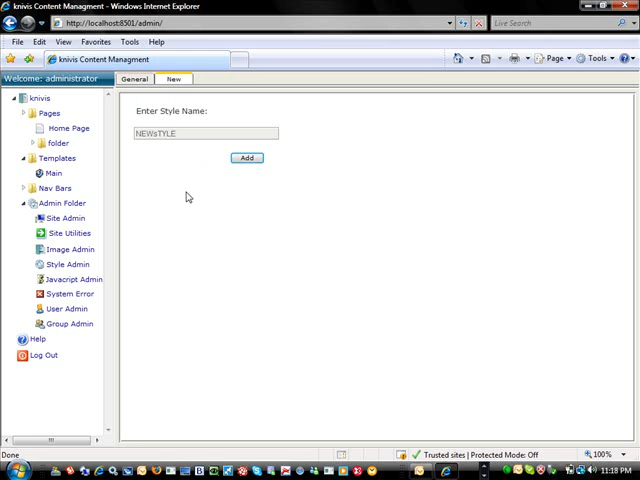 knivis Content Managment - Windows Internet Explorer
http://localhost:8501/admin/
Live Search
File Edit View Favorites Tools Help
knivis Content Managment
Page Tools
Welcome: administrator
General New
knivis
Pages
Home Page
folder
Templates
Main
Nav Bars
Admin Folder
Site Admin
Site Utilities
Image Admin
Style Admin
Javacript Admin
System Error
User Admin
Group Admin
Help
Log Out
Enter Style Name:
NEWsTYLE
Add
Done
Trusted sites | Protected Mode: Off
100%
11:18 PM